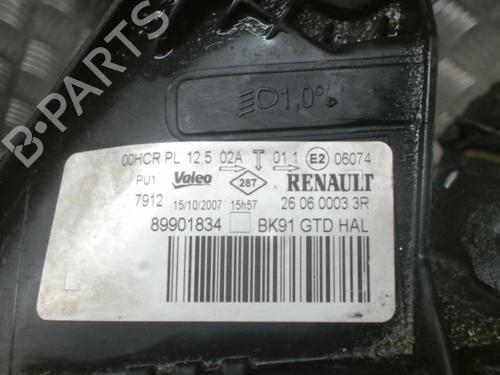 1,0%
00HCR PL 12,5 02A T 01 1 E2 06074
PU1 Valeo 287 RENAULT
7912 15/10/2007 15h57 26 06 0003 3R
89901834 BK91 GTD HAL
B-PARTS